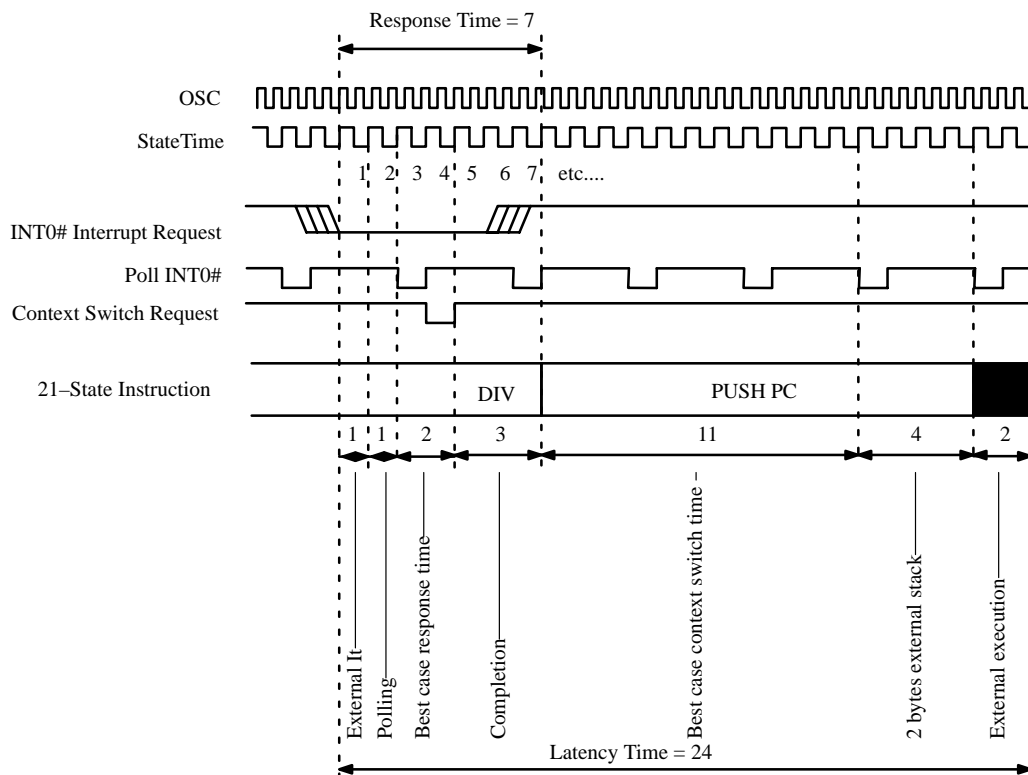 Response Time = 7
OSC
StateTime
1 2 3 4 5 6 7 etc....
INT0# Interrupt Request
Poll INT0#
Context Switch Request
21–State Instruction
DIV
PUSH PC
1 1 2 3 11 4 2
External It
Polling
Best case response time
Completion
Best case context switch time
2 bytes external stack
External execution
Latency Time = 24